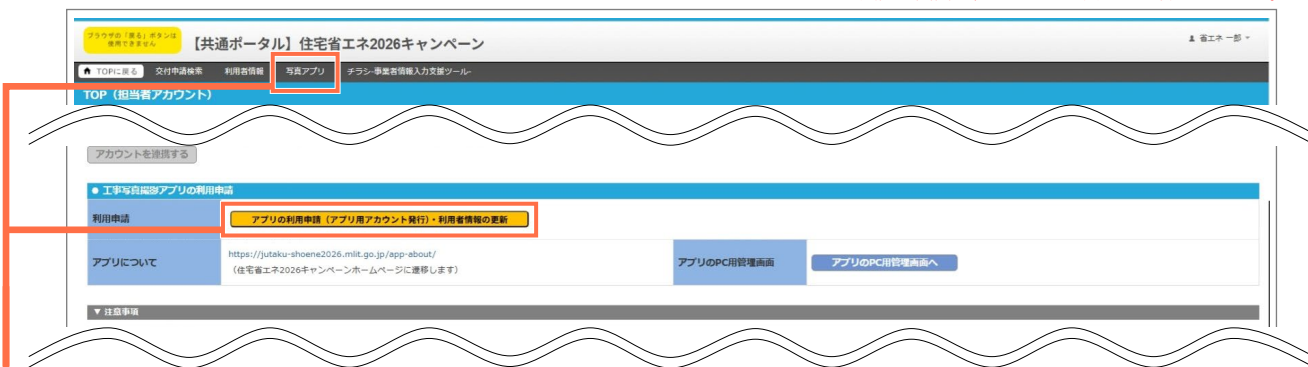 ブラウザの「戻る」ボタンは
使用できません
【共通ポータル】住宅省エネ2026キャンペーン
省エネ 一郎
TOPに戻る 交付申請検索 利用者情報 写真アプリ チラシ-事業者情報入力支援ツール-
TOP（担当者アカウント）
アカウントを連携する
● 工事写真撮影アプリの利用申請
利用申請 アプリの利用申請（アプリ用アカウント発行）・利用者情報の更新
アプリについて https://jutaku-shoene2026.mlit.go.jp/app-about/ アプリのPC用管理画面 アプリのPC用管理画面へ
（住宅省エネ2026キャンペーンホームページに遷移します）
▼ 注意事項